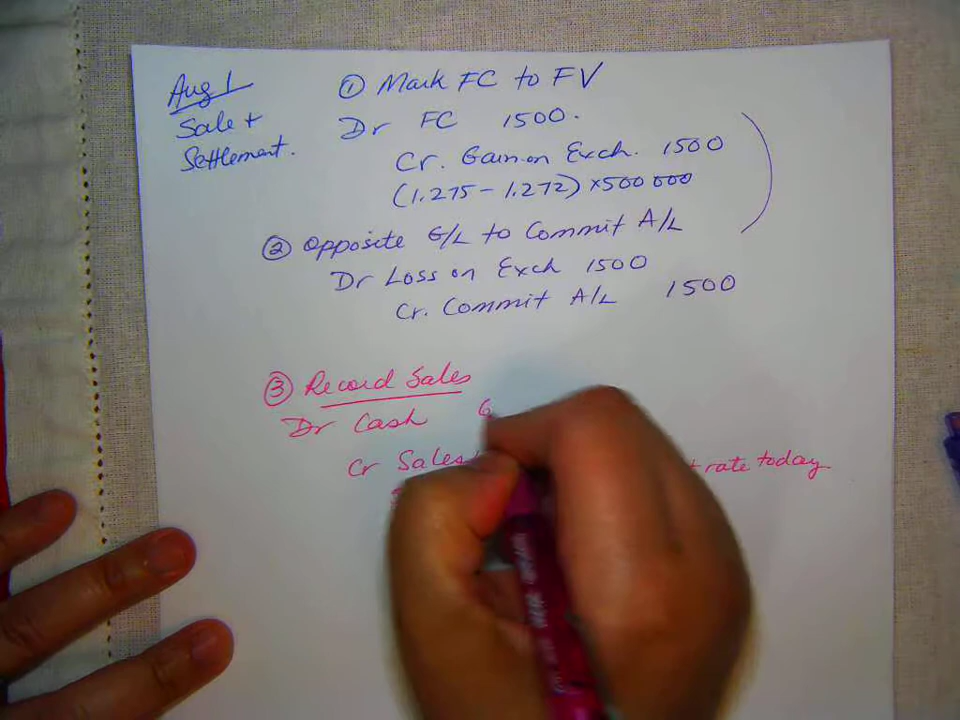 Aug 1
Sale +
Settlement.
① Mark FC to FV
Dr FC 1500.
Cr. Gain on Exch. 1500
(1.275 - 1.272) × 500 000
② Opposite G/L to Commit A/L
Dr Loss on Exch 1500
Cr. Commit A/L 1500
③ Record Sales
Dr Cash 6
Cr Sales rate today